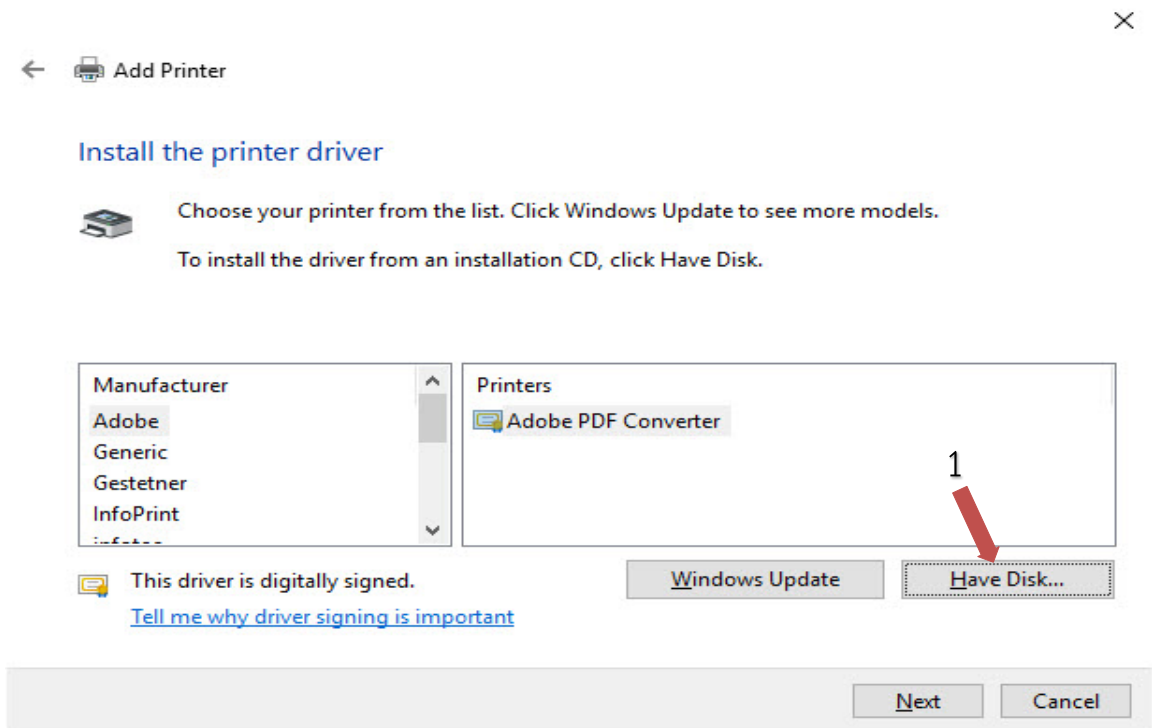 Add Printer
Install the printer driver
Choose your printer from the list. Click Windows Update to see more models.
To install the driver from an installation CD, click Have Disk.
Manufacturer
Adobe
Generic
Gestetner
InfoPrint
Printers
Adobe PDF Converter
1
This driver is digitally signed.
Tell me why driver signing is important
Windows Update
Have Disk...
Next
Cancel